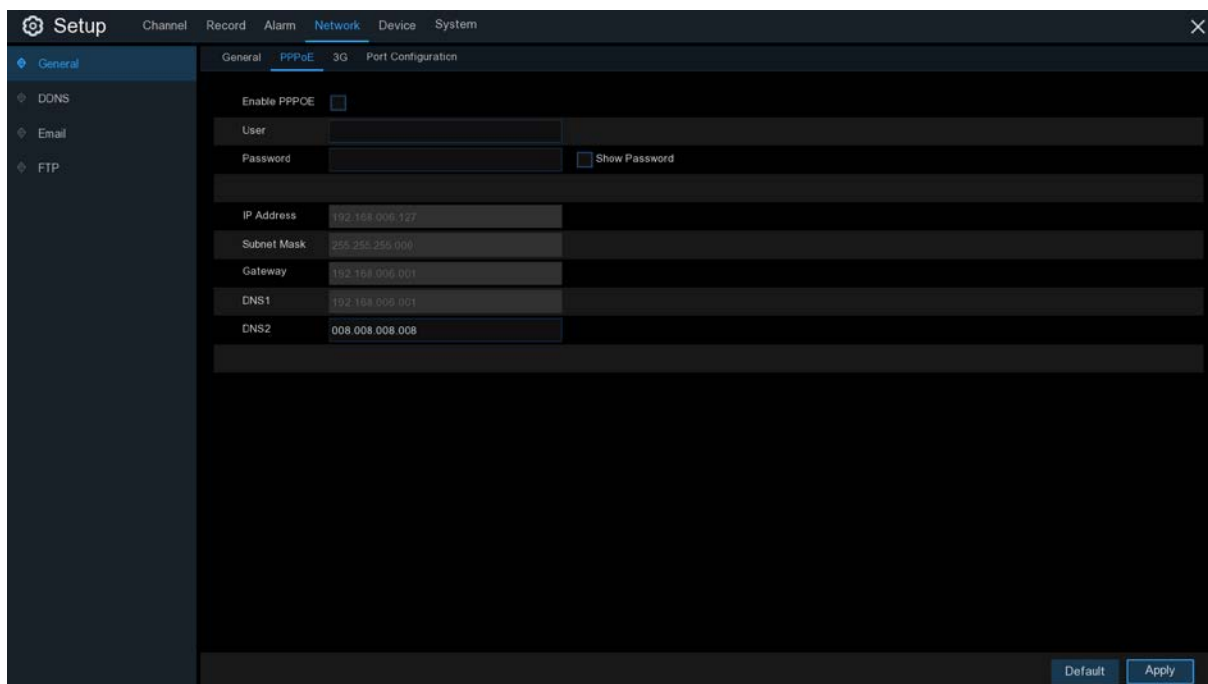 Setup Channel Record Alarm Network Device System
General
DDNS
Email
FTP
General PPPoE 3G Port Configuration
Enable PPPOE
User
Password Show Password
IP Address 192.168.006.127
Subnet Mask 255.255.255.000
Gateway 192.168.006.001
DNS1 192.168.006.001
DNS2 008.008.008.008
Default Apply